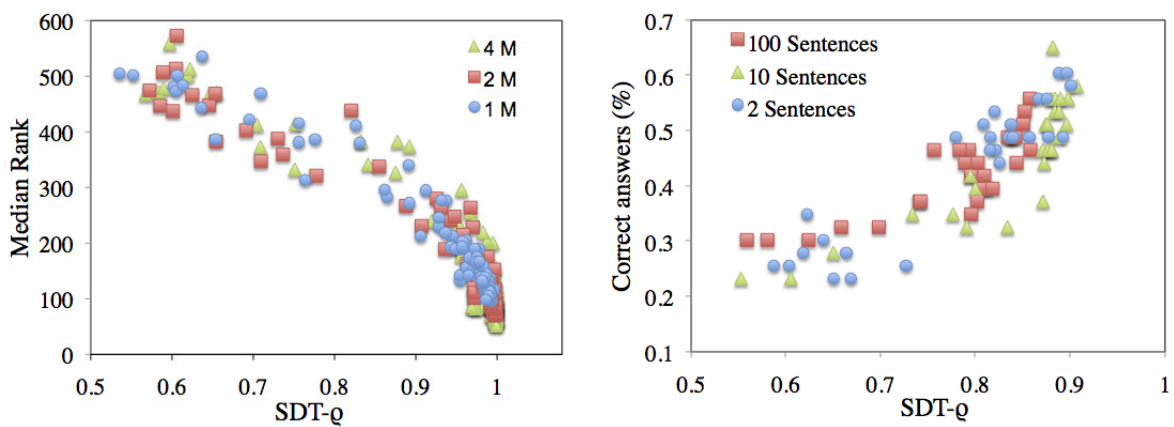 600
500
400
300
200
100
0
Median Rank
4 M
2 M
1 M
0.5 0.6 0.7 0.8 0.9 1
SDT-ϱ
0.7
0.6
0.5
0.4
0.3
0.2
0.1
Correct answers (%)
100 Sentences
10 Sentences
2 Sentences
0.5 0.6 0.7 0.8 0.9 1
SDT-ϱ